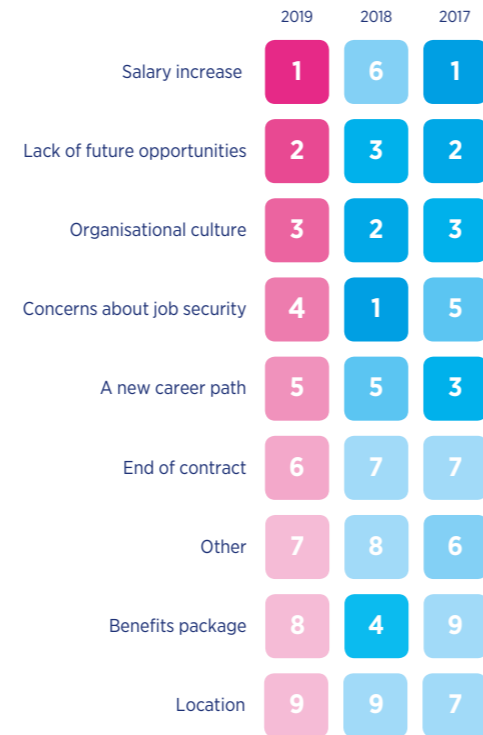 2019 2018 2017
Salary increase 1 6 1
Lack of future opportunities 2 3 2
Organisational culture 3 2 3
Concerns about job security 4 1 5
A new career path 5 5 3
End of contract 6 7 7
Other 7 8 6
Benefits package 8 4 9
Location 9 9 7